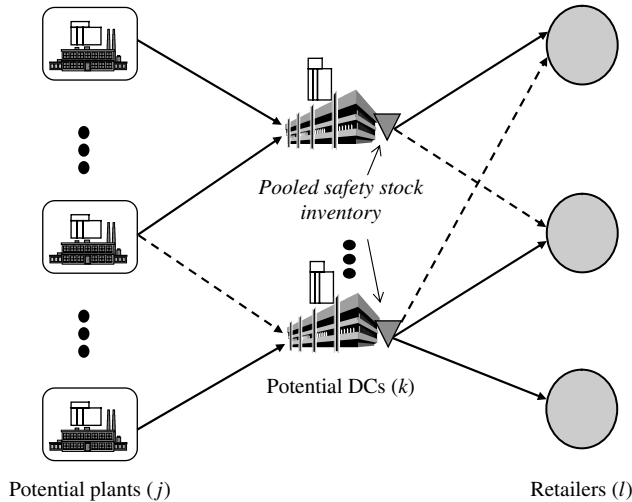 Pooled safety stock
inventory
Potential DCs (k)
Potential plants (j)
Retailers (l)